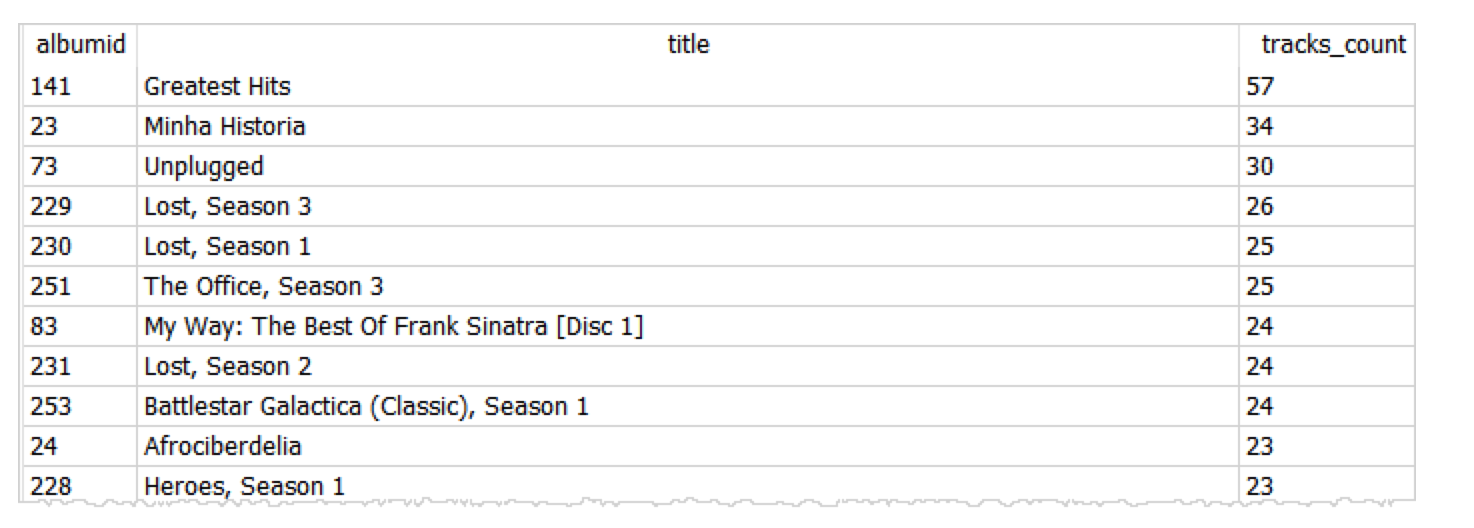 albumid title tracks_count
141 Greatest Hits 57
23 Minha Historia 34
73 Unplugged 30
229 Lost, Season 3 26
230 Lost, Season 1 25
251 The Office, Season 3 25
83 My Way: The Best Of Frank Sinatra [Disc 1] 24
231 Lost, Season 2 24
253 Battlestar Galactica (Classic), Season 1 24
24 Afrociberdelia 23
228 Heroes, Season 1 23